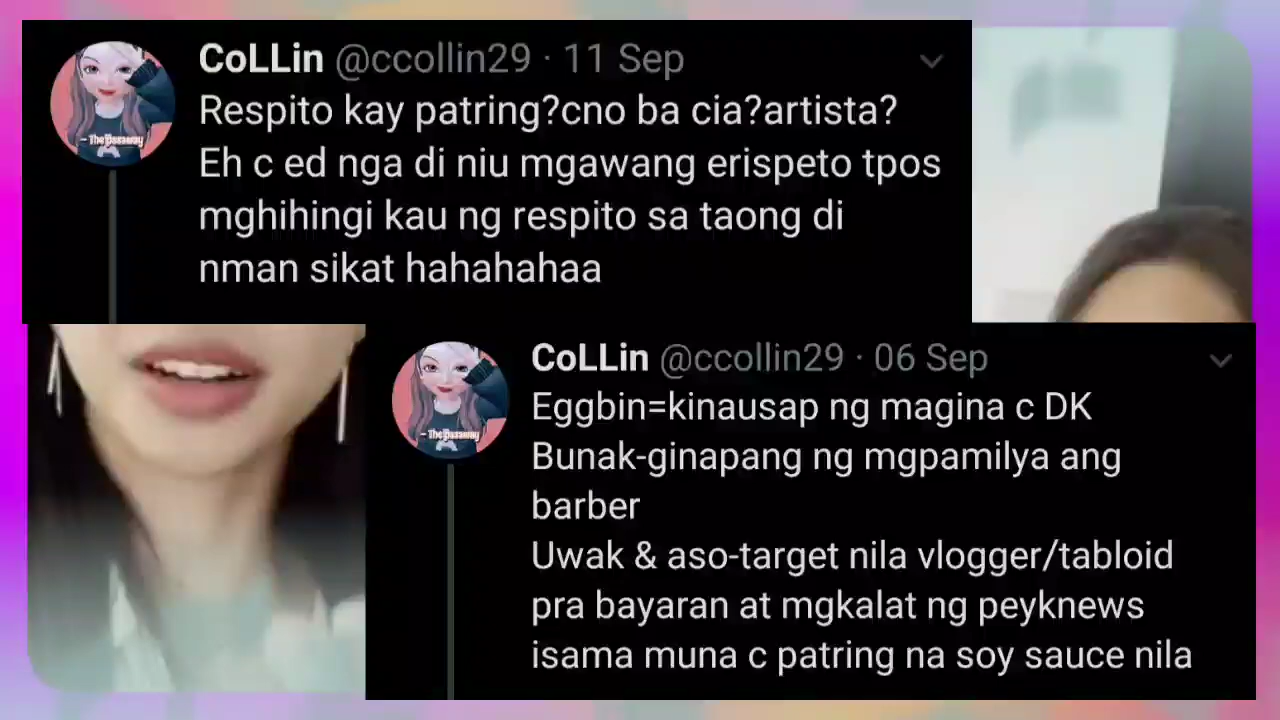 CoLLin @ccollin29 · 11 Sep
Respito kay patring?cno ba cia?artista?
Eh c ed nga di niu mgawang erispeto tpos
mghihingi kau ng respito sa taong di
nman sikat hahahahaa
CoLLin @ccollin29 · 06 Sep
Eggbin=kinausap ng magina c DK
Bunak-ginapang ng mgpamilya ang
barber
Uwak & aso-target nila vlogger/tabloid
pra bayaran at mgkalat ng peyknews
isama muna c patring na soy sauce nila